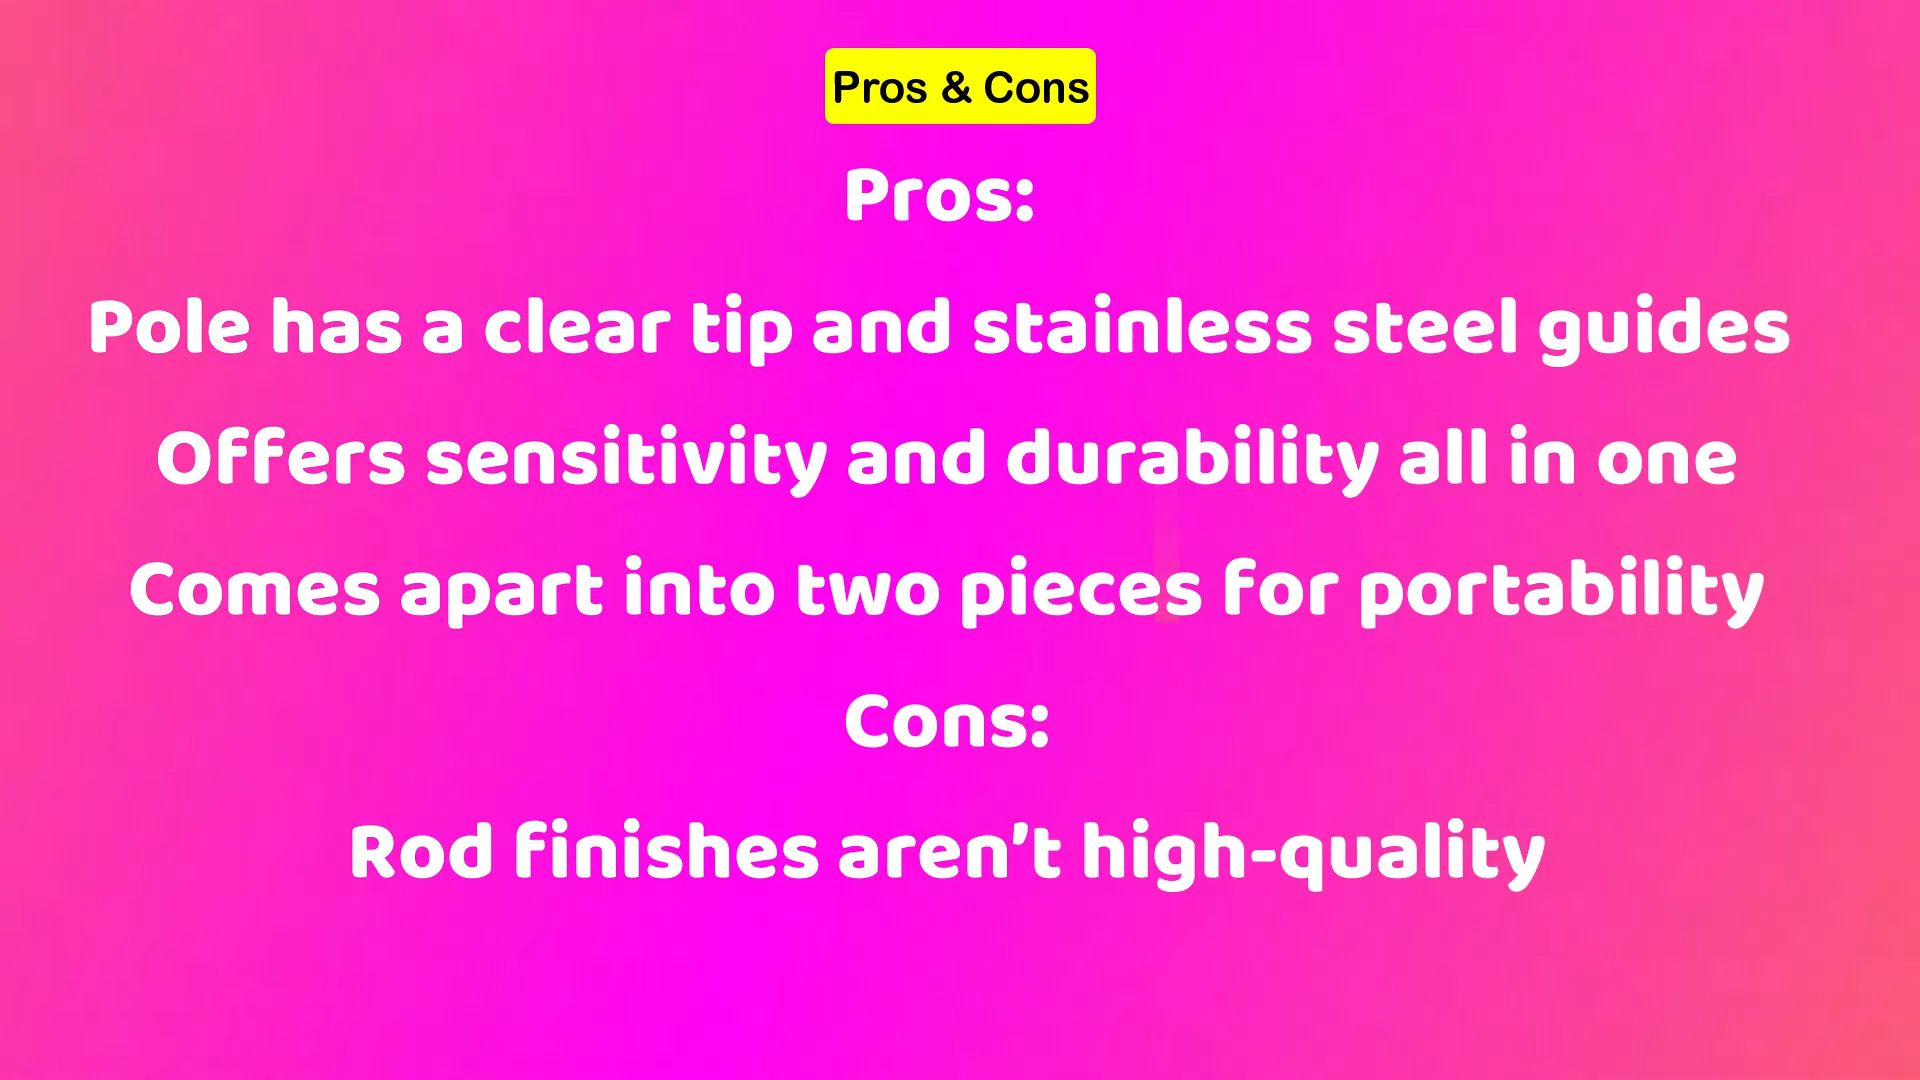 Pros & Cons
Pros:
Pole has a clear tip and stainless steel guides
Offers sensitivity and durability all in one
Comes apart into two pieces for portability
Cons:
Rod finishes aren’t high-quality